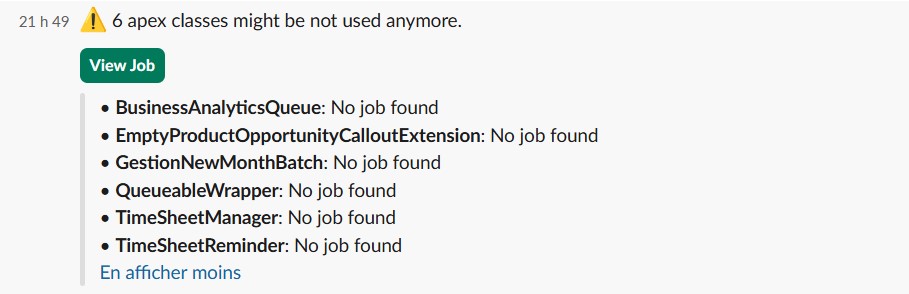 21 h 49 ⚠️ 6 apex classes might be not used anymore.
View Job
• BusinessAnalyticsQueue: No job found
• EmptyProductOpportunityCalloutExtension: No job found
• GestionNewMonthBatch: No job found
• QueueableWrapper: No job found
• TimeSheetManager: No job found
• TimeSheetReminder: No job found
En afficher moins